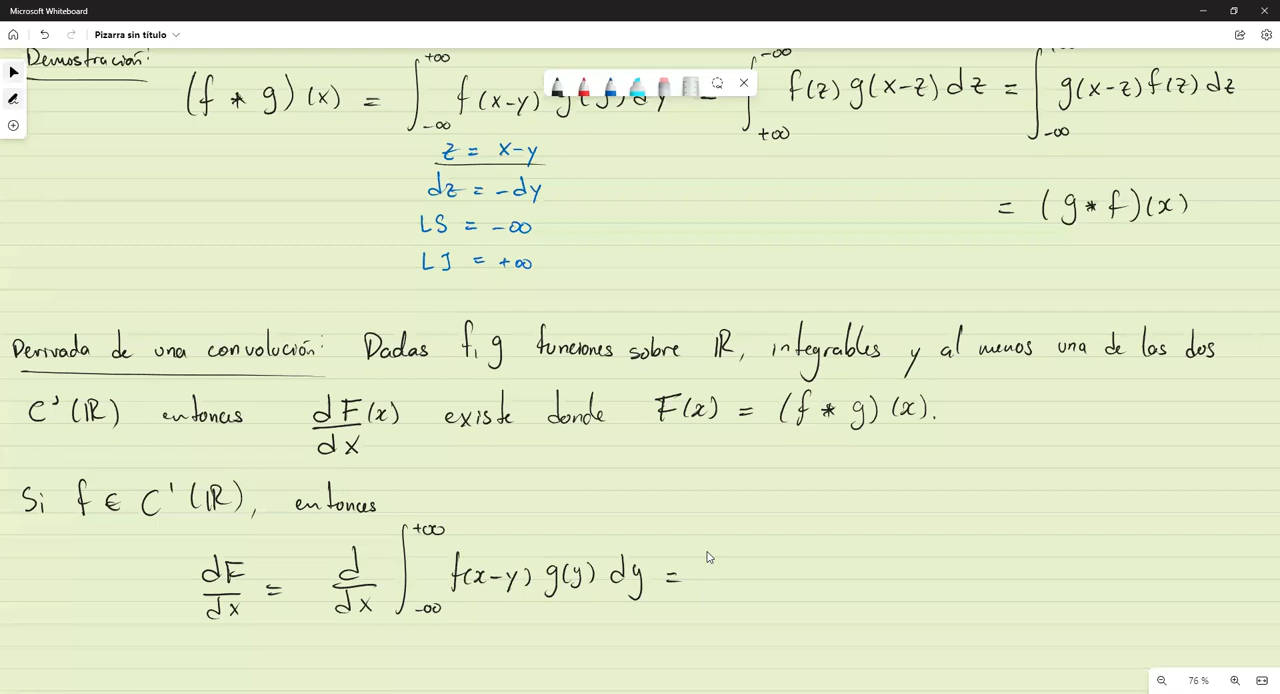 Microsoft Whiteboard
Pizarra sin título
Demostración:
(f * g)(x) = ∫_{-∞}^{+∞} f(x-y) g(y) dy = ∫_{+∞}^{-∞} f(z) g(x-z) dz = ∫_{-∞}^{+∞} g(x-z) f(z) dz
z = x-y
dz = -dy
LS = -∞
= (g * f)(x)
LI = +∞
Derivada de una convolución: Dadas f, g funciones sobre ℝ, integrables y al menos una de las dos
C¹(ℝ) entonces dF(x)/dx existe donde F(x) = (f * g)(x).
Si f ∈ C¹(ℝ), entonces
dF/dx = d/dx ∫_{-∞}^{+∞} f(x-y) g(y) dy =
76 %